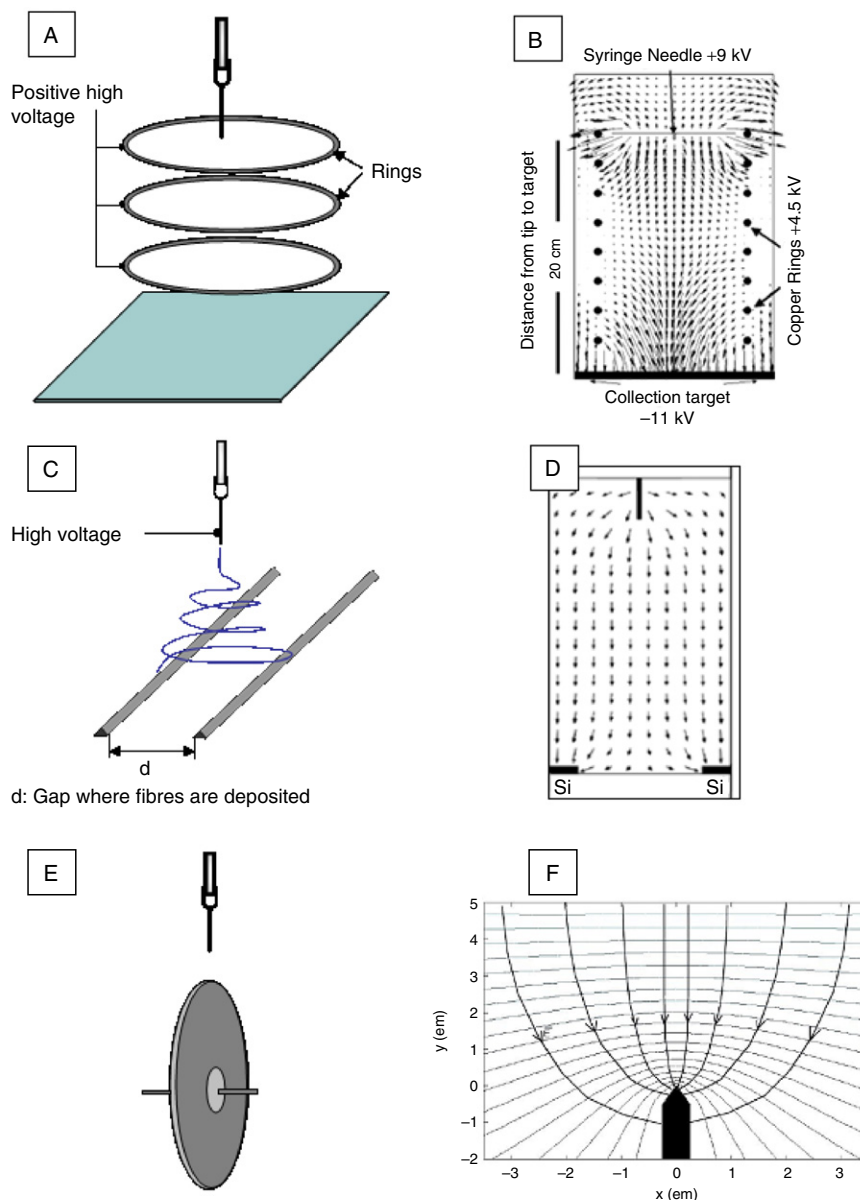 A
Positive high
voltage
Rings
B
Syringe Needle +9 kV
Distance from tip to target
20 cm
Copper Rings +4.5 kV
Collection target
−11 kV
C
High voltage
d
d: Gap where fibres are deposited
D
Si
Si
E
F
5
4
3
2
1
0
−1
−2
y (em)
−3
−2
−1
0
1
2
3
x (em)